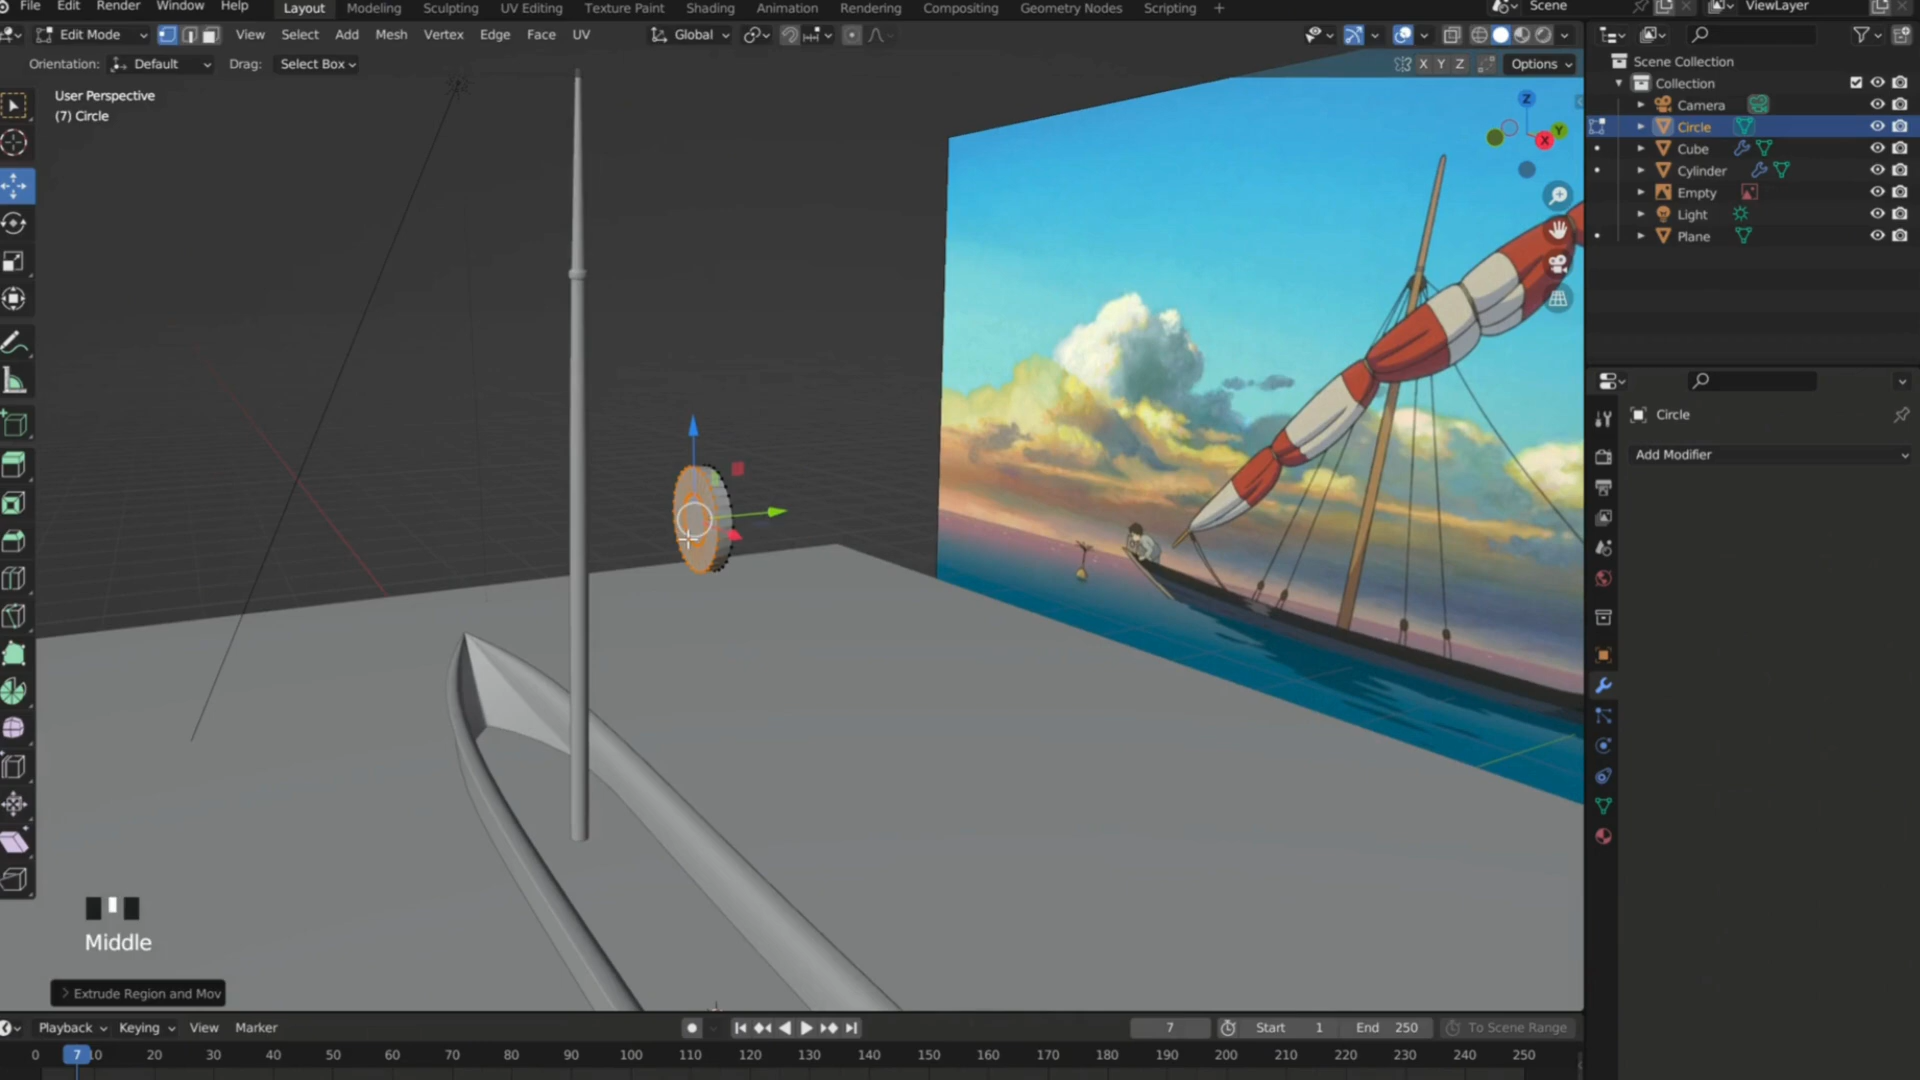 File Edit Render Window Help Layout Modeling Sculpting UV Editing Texture Paint Shading Animation Rendering Compositing Geometry Nodes Scripting + Scene ViewLayer
Edit Mode View Select Add Mesh Vertex Edge Face UV Global
Orientation: Default Drag: Select Box X Y Z Options
User Perspective
(7) Circle
Z
Y
X
Scene Collection
Collection
Camera
Circle
Cube
Cylinder
Empty
Light
Plane
Circle
Add Modifier
Middle
Extrude Region and Mov
Playback Keying View Marker 7 Start 1 End 250 To Scene Range
0 7 10 20 30 40 50 60 70 80 90 100 110 120 130 140 150 160 170 180 190 200 210 220 230 240 250